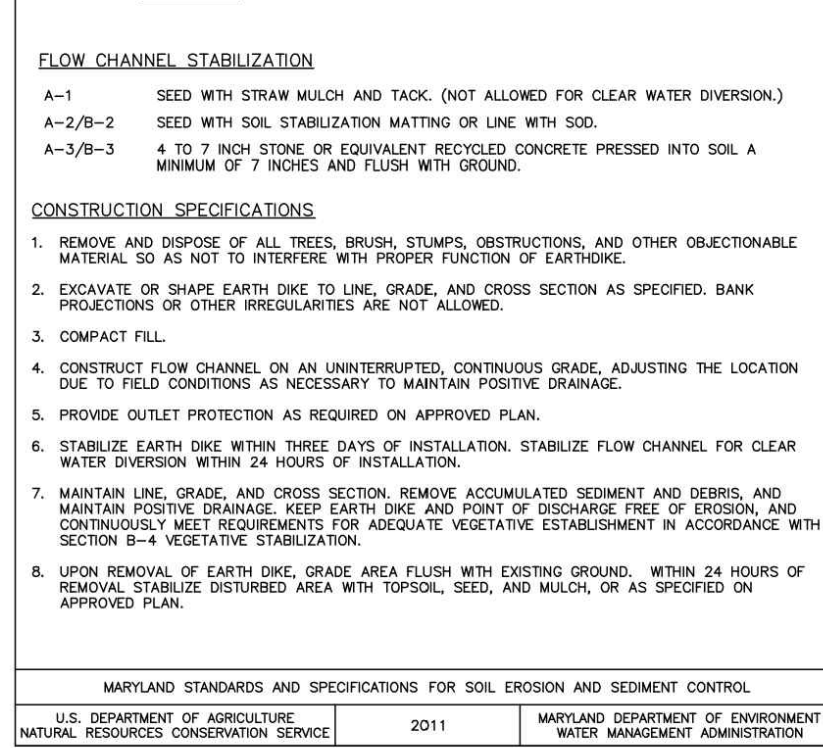 FLOW CHANNEL STABILIZATION
A-1 SEED WITH STRAW MULCH AND TACK. (NOT ALLOWED FOR CLEAR WATER DIVERSION.)
A-2/B-2 SEED WITH SOIL STABILIZATION MATTING OR LINE WITH SOD.
A-3/B-3 4 TO 7 INCH STONE OR EQUIVALENT RECYCLED CONCRETE PRESSED INTO SOIL A
MINIMUM OF 7 INCHES AND FLUSH WITH GROUND.
CONSTRUCTION SPECIFICATIONS
1. REMOVE AND DISPOSE OF ALL TREES, BRUSH, STUMPS, OBSTRUCTIONS, AND OTHER OBJECTIONABLE
MATERIAL SO AS NOT TO INTERFERE WITH PROPER FUNCTION OF EARTHDIKE.
2. EXCAVATE OR SHAPE EARTH DIKE TO LINE, GRADE, AND CROSS SECTION AS SPECIFIED. BANK
PROJECTIONS OR OTHER IRREGULARITIES ARE NOT ALLOWED.
3. COMPACT FILL.
4. CONSTRUCT FLOW CHANNEL ON AN UNINTERRUPTED, CONTINUOUS GRADE, ADJUSTING THE LOCATION
DUE TO FIELD CONDITIONS AS NECESSARY TO MAINTAIN POSITIVE DRAINAGE.
5. PROVIDE OUTLET PROTECTION AS REQUIRED ON APPROVED PLAN.
6. STABILIZE EARTH DIKE WITHIN THREE DAYS OF INSTALLATION. STABILIZE FLOW CHANNEL FOR CLEAR
WATER DIVERSION WITHIN 24 HOURS OF INSTALLATION.
7. MAINTAIN LINE, GRADE, AND CROSS SECTION. REMOVE ACCUMULATED SEDIMENT AND DEBRIS, AND
MAINTAIN POSITIVE DRAINAGE. KEEP EARTH DIKE AND POINT OF DISCHARGE FREE OF EROSION, AND
CONTINUOUSLY MEET REQUIREMENTS FOR ADEQUATE VEGETATIVE ESTABLISHMENT IN ACCORDANCE WITH
SECTION B-4 VEGETATIVE STABILIZATION.
8. UPON REMOVAL OF EARTH DIKE, GRADE AREA FLUSH WITH EXISTING GROUND. WITHIN 24 HOURS OF
REMOVAL STABILIZE DISTURBED AREA WITH TOPSOIL, SEED, AND MULCH, OR AS SPECIFIED ON
APPROVED PLAN.
MARYLAND STANDARDS AND SPECIFICATIONS FOR SOIL EROSION AND SEDIMENT CONTROL
U.S. DEPARTMENT OF AGRICULTURE
NATURAL RESOURCES CONSERVATION SERVICE
2011
MARYLAND DEPARTMENT OF ENVIRONMENT
WATER MANAGEMENT ADMINISTRATION